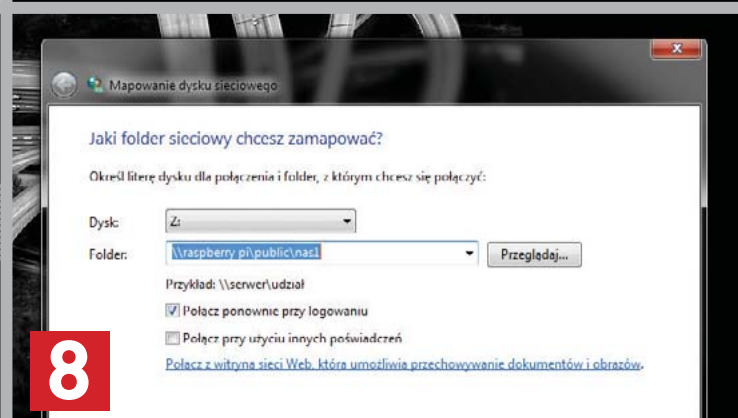 Mapowanie dysku sieciowego
Jaki folder sieciowy chcesz zamapować?
Określ literę dysku dla połączenia i folder, z którym chcesz się połączyć:
Dysk: Z:
Folder: \\raspberry pi\public\nas1 Przeglądaj...
Przykład: \\serwer\udział
Połącz ponownie przy logowaniu
Połącz przy użyciu innych poświadczeń
Połącz z witryną sieci Web, która umożliwia przechowywanie dokumentów i obrazów.
8